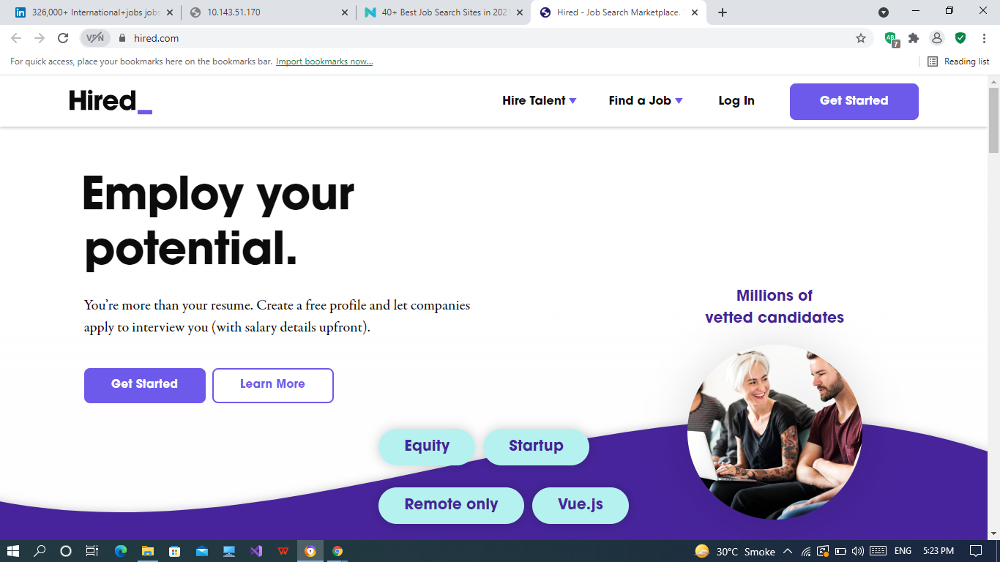 326,000+ International+jobs jobs
10.143.51.170
40+ Best Job Search Sites in 2021
Hired - Job Search Marketplace.
VPN
hired.com
7
For quick access, place your bookmarks here on the bookmarks bar. Import bookmarks now...
Reading list
Hired_
Hire Talent
Find a Job
Log In
Get Started
Employ your
potential.
You're more than your resume. Create a free profile and let companies
apply to interview you (with salary details upfront).
Get Started
Learn More
Millions of
vetted candidates
Equity
Startup
Remote only
Vue.js
30°C Smoke
ENG
5:23 PM